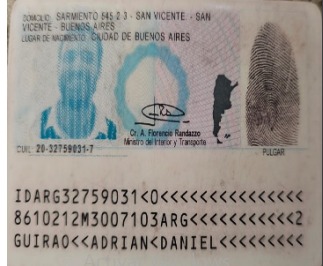 DOMICILIO: SARMIENTO 545 2 3 - SAN VICENTE - SAN
VICENTE - BUENOS AIRES
LUGAR DE NACIMIENTO: CIUDAD DE BUENOS AIRES
Cr. A. Florencio Randazzo
Ministro del Interior y Transporte
CUIL: 20-32759031-7
PULGAR
IDARG32759031<0<<<<<<<<<<<<<<<
8610212M3007103ARG<<<<<<<<<<<2
GUIRAO<<ADRIAN<DANIEL<<<<<<<<<